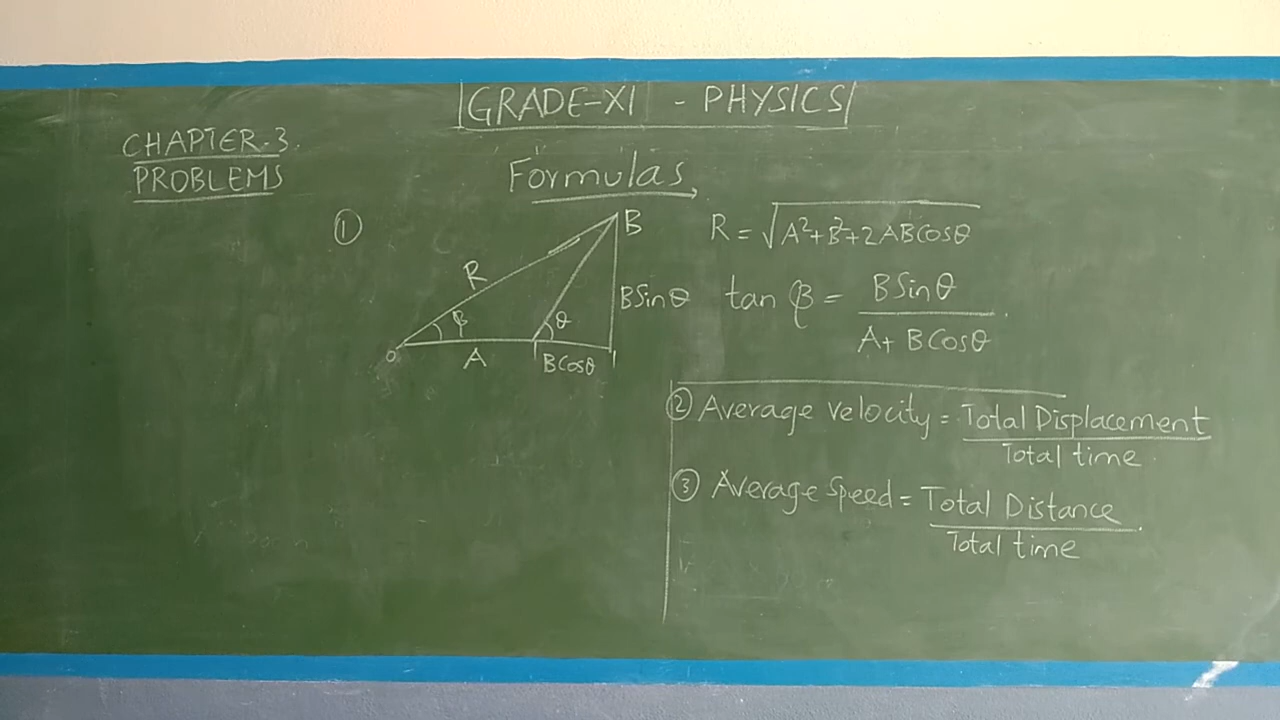 GRADE-XI - PHYSICS
CHAPTER-3.
PROBLEMS
Formulas
①
B
R
β
θ
O
A
BCosθ
BSinθ
R = √A²+B²+2ABCosθ
tan β = BSinθ
A+ BCosθ
② Average velocity = Total Displacement
Total time
③ Average Speed = Total Distance
Total time